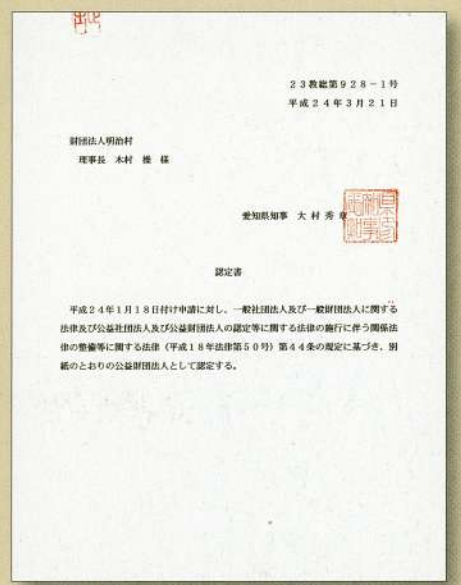 23教総第928-1号
平成24年3月21日
財団法人明治村
理事長 木村 操 様
愛知県知事 大村秀章
認定書
平成24年1月18日付け申請に対し、一般社団法人及び一般財団法人に関する
法律及び公益社団法人及び公益財団法人の認定等に関する法律の施行に伴う関係法
律の整備等に関する法律（平成18年法律第50号）第44条の規定に基づき、別
紙のとおりの公益財団法人として認定する。